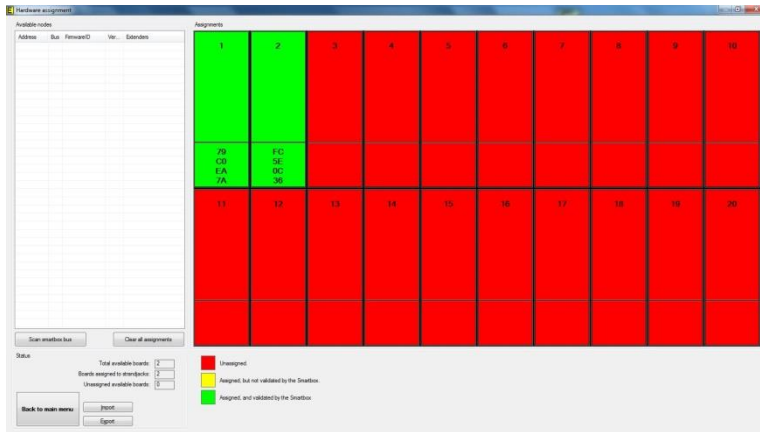 Hardware assignment
Available nodes
Address Bus FirmwareID Ver... Extenders
Scan smartbox bus
Clear all assignments
Status
Total available boards: 2
Boards assigned to strandjacks: 2
Unassigned available boards: 0
Back to main menu
Import
Export
Assignments
1 2 3 4 5 6 7 8 9 10
79 FC
C0 5E
EA 0C
7A 36
11 12 13 14 15 16 17 18 19 20
Unassigned
Assigned, but not validated by the Smartbox
Assigned, and validated by the Smartbox